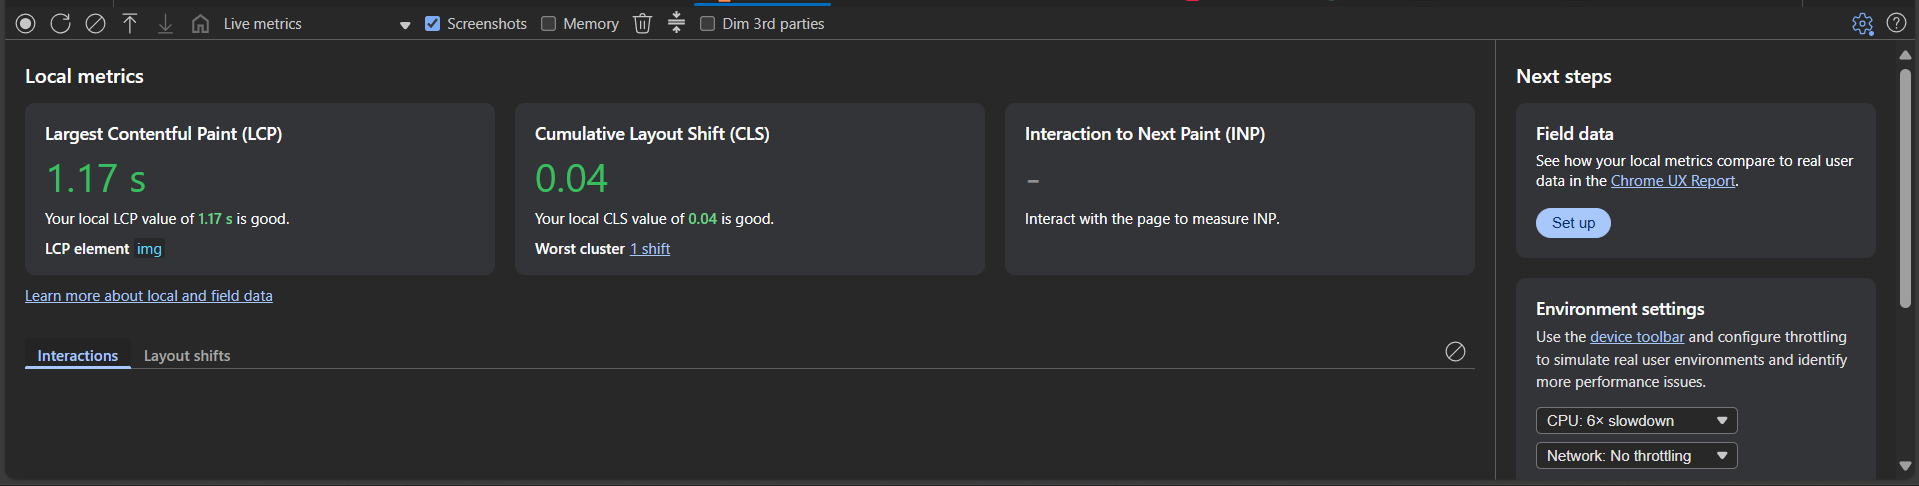 Live metrics
Screenshots
Memory
Dim 3rd parties
Local metrics
Largest Contentful Paint (LCP)
1.17 s
Your local LCP value of 1.17 s is good.
LCP element img
Cumulative Layout Shift (CLS)
0.04
Your local CLS value of 0.04 is good.
Worst cluster 1 shift
Interaction to Next Paint (INP)
-
Interact with the page to measure INP.
Learn more about local and field data
Interactions
Layout shifts
Next steps
Field data
See how your local metrics compare to real user
data in the Chrome UX Report.
Set up
Environment settings
Use the device toolbar and configure throttling
to simulate real user environments and identify
more performance issues.
CPU: 6× slowdown
Network: No throttling